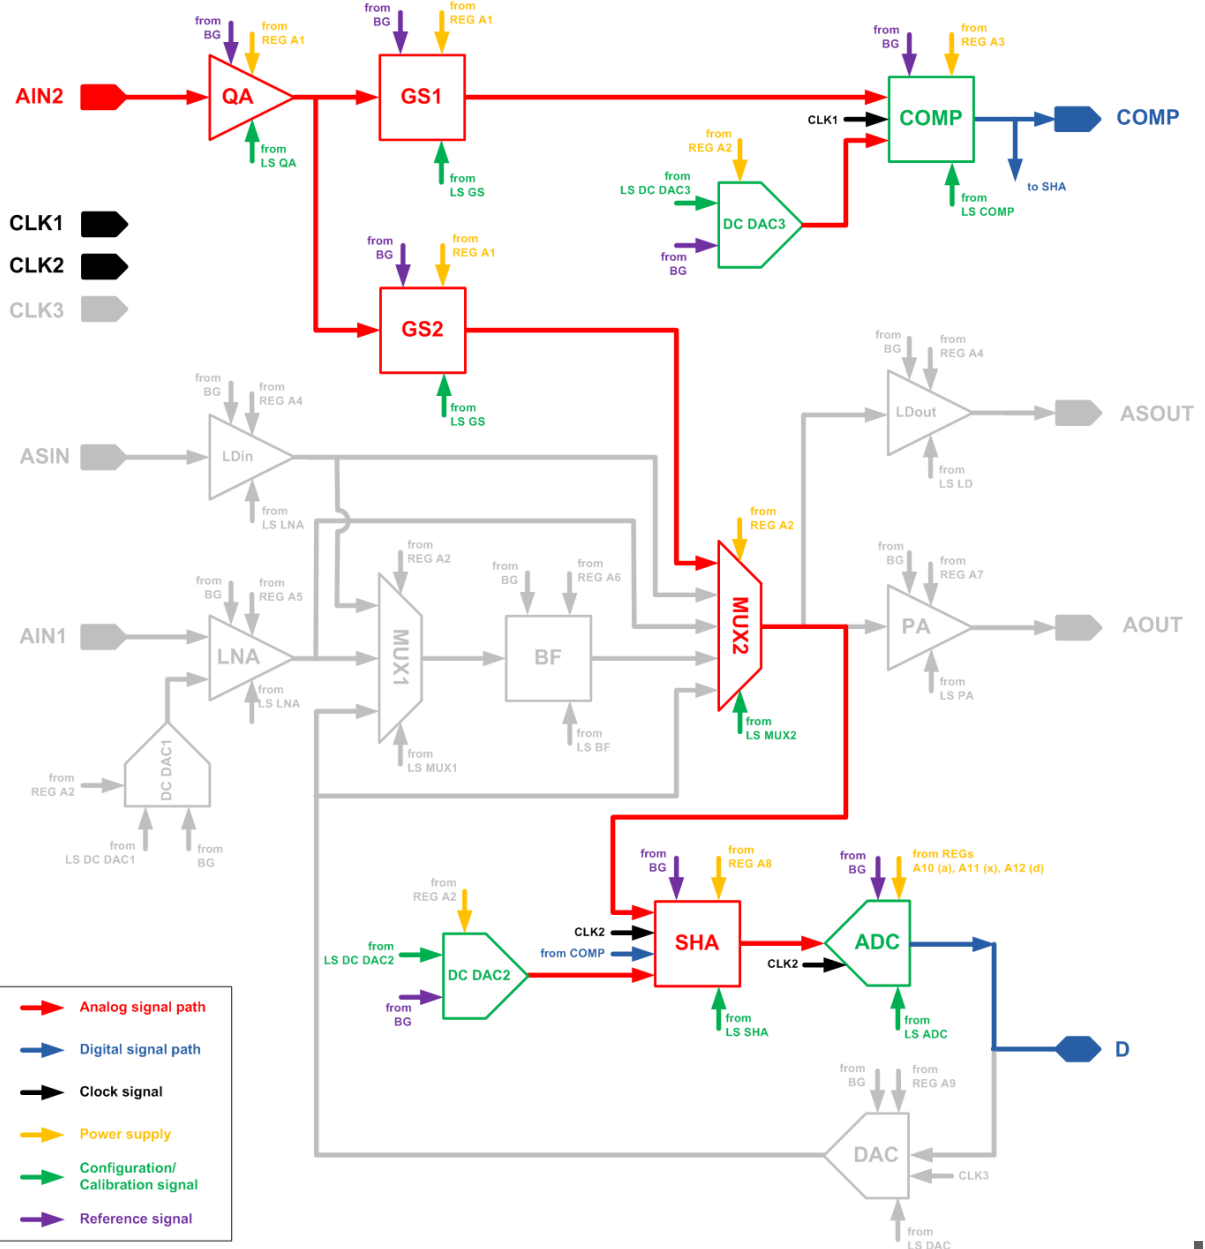 from
BG
from
REG A1
from
BG
from
REG A1
from
BG
from
REG A3
AIN2
QA
GS1
COMP
COMP
CLK1
from
LS QA
from
LS GS
from
REG A2
from
LS DC DAC3
to SHA
from
LS COMP
DC DAC3
from
BG
CLK1
CLK2
CLK3
from
BG
from
REG A1
GS2
from
LS GS
from
BG
from
REG A4
ASIN
LDin
from
LS LNA
from
BG
from
REG A4
LDout
ASOUT
from
LS LD
from
REG A2
from
BG
from
REG A5
AIN1
LNA
from
LS LNA
from
REG A2
MUX1
from
LS MUX1
from
BG
from
REG A6
BF
from
LS BF
MUX2
from
LS MUX2
from
BG
from
REG A7
PA
AOUT
from
LS PA
from
REG A2
DC DAC1
from
LS DC DAC1
from
BG
from
REG A2
from
LS DC DAC2
DC DAC2
from
BG
from
BG
from
REG A8
CLK2
from COMP
SHA
from
LS SHA
from
BG
from REGs
A10 (a), A11 (x), A12 (d)
ADC
CLK2
from
LS ADC
D
from
BG
from
REG A9
DAC
CLK3
from
LS DAC
Analog signal path
Digital signal path
Clock signal
Power supply
Configuration/
Calibration signal
Reference signal